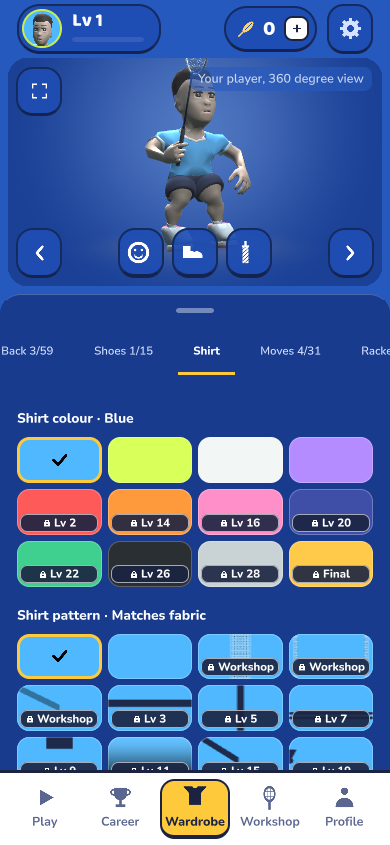 Lv 1
0
+
Your player, 360 degree view
Back 3/59
Shoes 1/15
Shirt
Moves 4/31
Shirt colour · Blue
Lv 2
Lv 14
Lv 16
Lv 20
Lv 22
Lv 26
Lv 28
Final
Shirt pattern · Matches fabric
Workshop
Workshop
Workshop
Lv 3
Lv 5
Lv 7
Play
Career
Wardrobe
Workshop
Profile